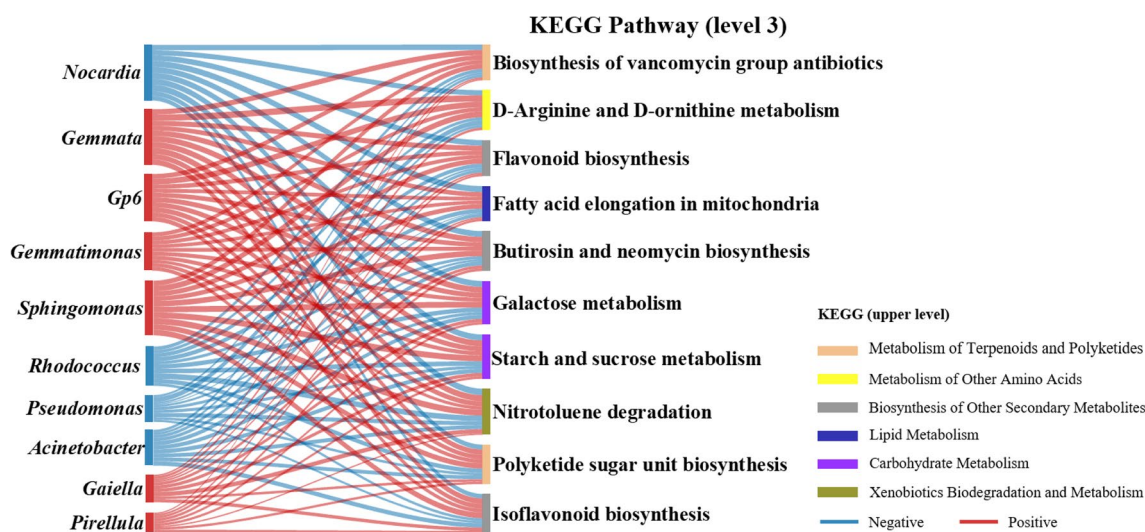 KEGG Pathway (level 3)
Nocardia
Gemmata
Gp6
Gemmatimonas
Sphingomonas
Rhodococcus
Pseudomonas
Acinetobacter
Gaiella
Pirellula
Biosynthesis of vancomycin group antibiotics
D-Arginine and D-ornithine metabolism
Flavonoid biosynthesis
Fatty acid elongation in mitochondria
Butirosin and neomycin biosynthesis
Galactose metabolism
Starch and sucrose metabolism
Nitrotoluene degradation
Polyketide sugar unit biosynthesis
Isoflavonoid biosynthesis
KEGG (upper level)
Metabolism of Terpenoids and Polyketides
Metabolism of Other Amino Acids
Biosynthesis of Other Secondary Metabolites
Lipid Metabolism
Carbohydrate Metabolism
Xenobiotics Biodegradation and Metabolism
Negative Positive